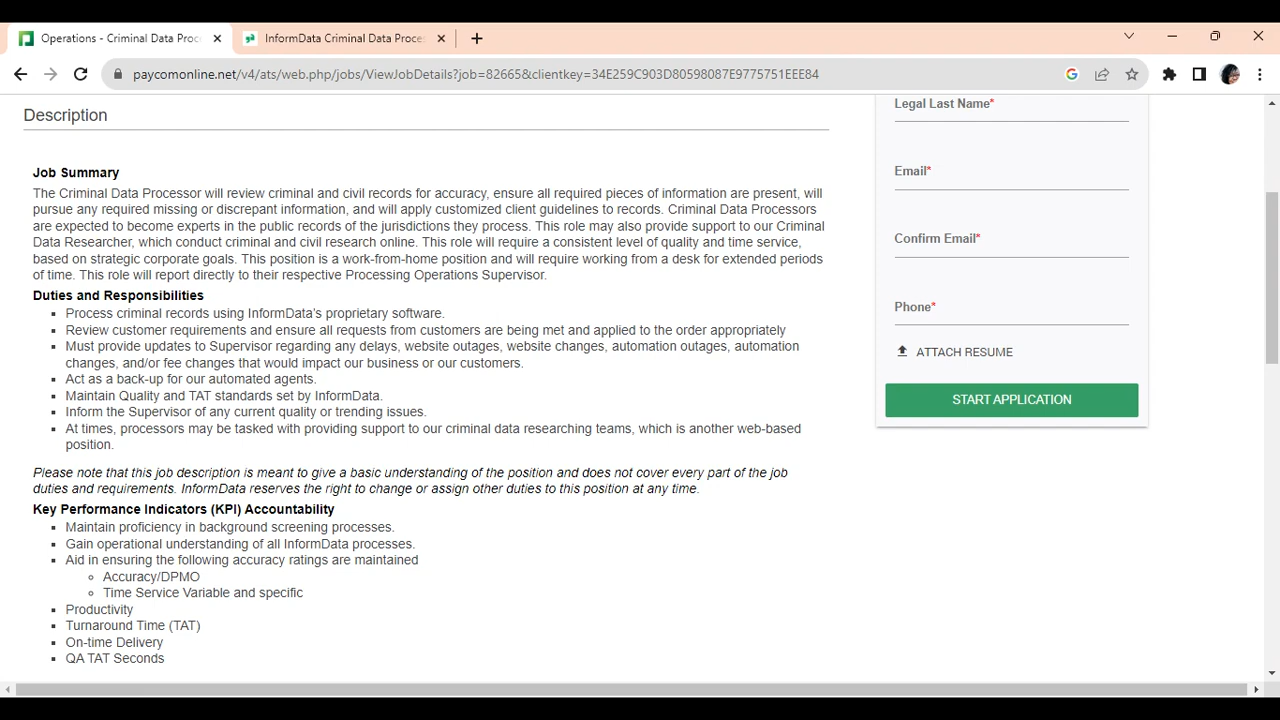 Operations - Criminal Data Proc
InformData Criminal Data Proce
paycomonline.net/v4/ats/web.php/jobs/ViewJobDetails?job=82665&clientkey=34E259C903D80598087E9775751EEE84
Description
Job Summary
The Criminal Data Processor will review criminal and civil records for accuracy, ensure all required pieces of information are present, will
pursue any required missing or discrepant information, and will apply customized client guidelines to records. Criminal Data Processors
are expected to become experts in the public records of the jurisdictions they process. This role may also provide support to our Criminal
Data Researcher, which conduct criminal and civil research online. This role will require a consistent level of quality and time service,
based on strategic corporate goals. This position is a work-from-home position and will require working from a desk for extended periods
of time. This role will report directly to their respective Processing Operations Supervisor.
Duties and Responsibilities
Process criminal records using InformData's proprietary software.
Review customer requirements and ensure all requests from customers are being met and applied to the order appropriately
Must provide updates to Supervisor regarding any delays, website outages, website changes, automation outages, automation
changes, and/or fee changes that would impact our business or our customers.
Act as a back-up for our automated agents.
Maintain Quality and TAT standards set by InformData.
Inform the Supervisor of any current quality or trending issues.
At times, processors may be tasked with providing support to our criminal data researching teams, which is another web-based
position.
Please note that this job description is meant to give a basic understanding of the position and does not cover every part of the job
duties and requirements. InformData reserves the right to change or assign other duties to this position at any time.
Key Performance Indicators (KPI) Accountability
Maintain proficiency in background screening processes.
Gain operational understanding of all InformData processes.
Aid in ensuring the following accuracy ratings are maintained
Accuracy/DPMO
Time Service Variable and specific
Productivity
Turnaround Time (TAT)
On-time Delivery
QA TAT Seconds
Legal Last Name*
Email*
Confirm Email*
Phone*
ATTACH RESUME
START APPLICATION